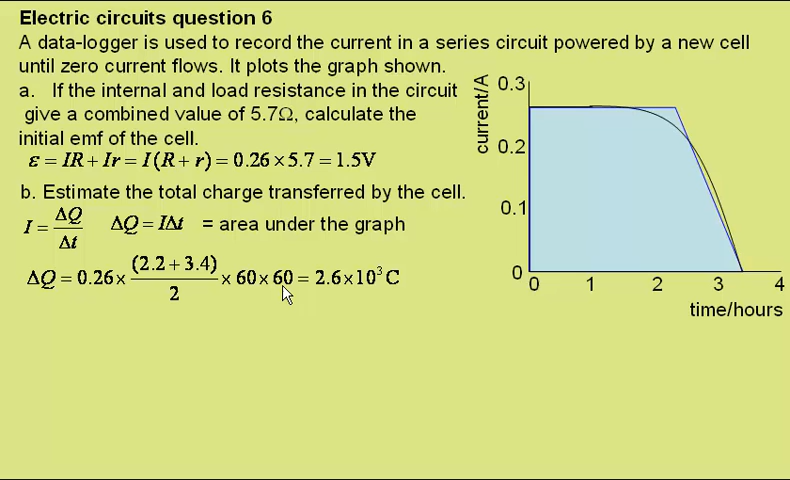 Electric circuits question 6
A data-logger is used to record the current in a series circuit powered by a new cell
until zero current flows. It plots the graph shown.
a. If the internal and load resistance in the circuit
give a combined value of 5.7Ω, calculate the
initial emf of the cell.
ε = IR + Ir = I(R + r) = 0.26 × 5.7 = 1.5V
b. Estimate the total charge transferred by the cell.
I = ΔQ/Δt ΔQ = IΔt = area under the graph
ΔQ = 0.26 × (2.2 + 3.4)/2 × 60 × 60 = 2.6 × 10³ C
current/A
0.3
0.2
0.1
0
0 1 2 3 4
time/hours